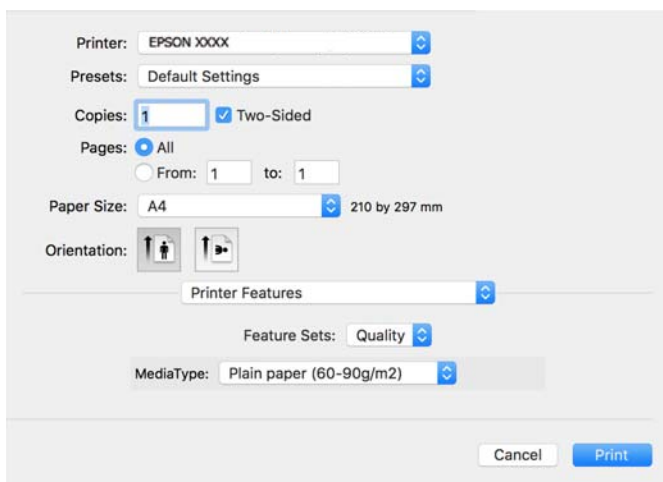 Printer: EPSON XXXX
Presets: Default Settings
Copies: 1 Two-Sided
Pages: All
From: 1 to: 1
Paper Size: A4 210 by 297 mm
Orientation:
Printer Features
Feature Sets: Quality
MediaType: Plain paper (60-90g/m2)
Cancel Print